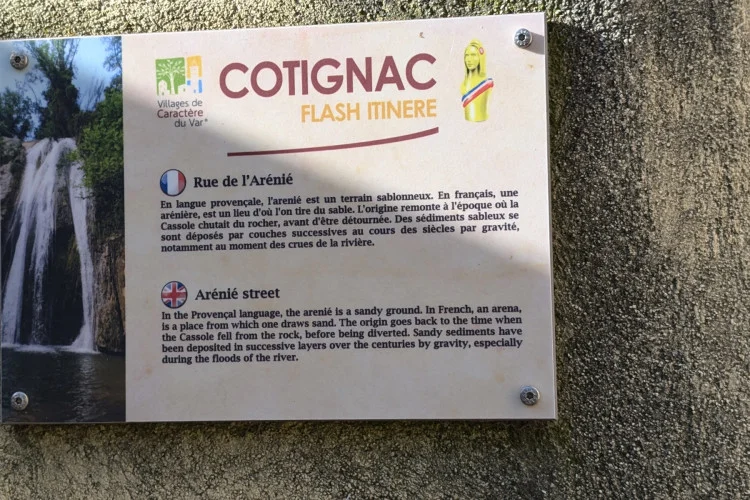 Villages de
Caractère
du Var
COTIGNAC
FLASH ITINERE
Rue de l'Arénié
En langue provençale, l'arenié est un terrain sablonneux. En français, une
arénière, est un lieu d'où l'on tire du sable. L'origine remonte à l'époque où la
Cassole chutait du rocher, avant d'être détournée. Des sédiments sableux se
sont déposés par couches successives au cours des siècles par gravité,
notamment au moment des crues de la rivière.
Arénié street
In the Provençal language, the arenié is a sandy ground. In French, an arena,
is a place from which one draws sand. The origin goes back to the time when
the Cassole fell from the rock, before being diverted. Sandy sediments have
been deposited in successive layers over the centuries by gravity, especially
during the floods of the river.